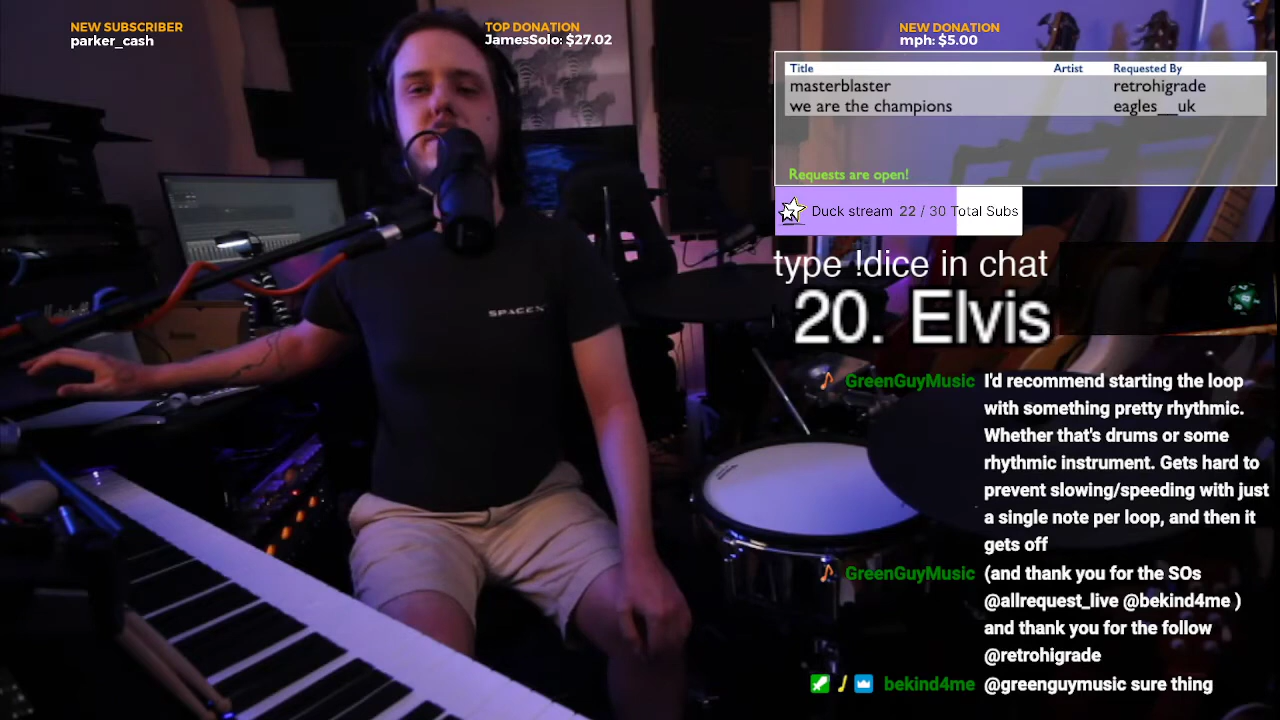 NEW SUBSCRIBER
parker_cash
TOP DONATION
JamesSolo: $27.02
NEW DONATION
mph: $5.00
Title Artist Requested By
masterblaster retrohigrade
we are the champions eagles__uk
Requests are open!
Duck stream 22 / 30 Total Subs
type !dice in chat
20. Elvis
SPACEX
GreenGuyMusic I'd recommend starting the loop
with something pretty rhythmic.
Whether that's drums or some
rhythmic instrument. Gets hard to
prevent slowing/speeding with just
a single note per loop, and then it
gets off
GreenGuyMusic (and thank you for the SOs
@allrequest_live @bekind4me )
and thank you for the follow
@retrohigrade
bekind4me @greenguymusic sure thing